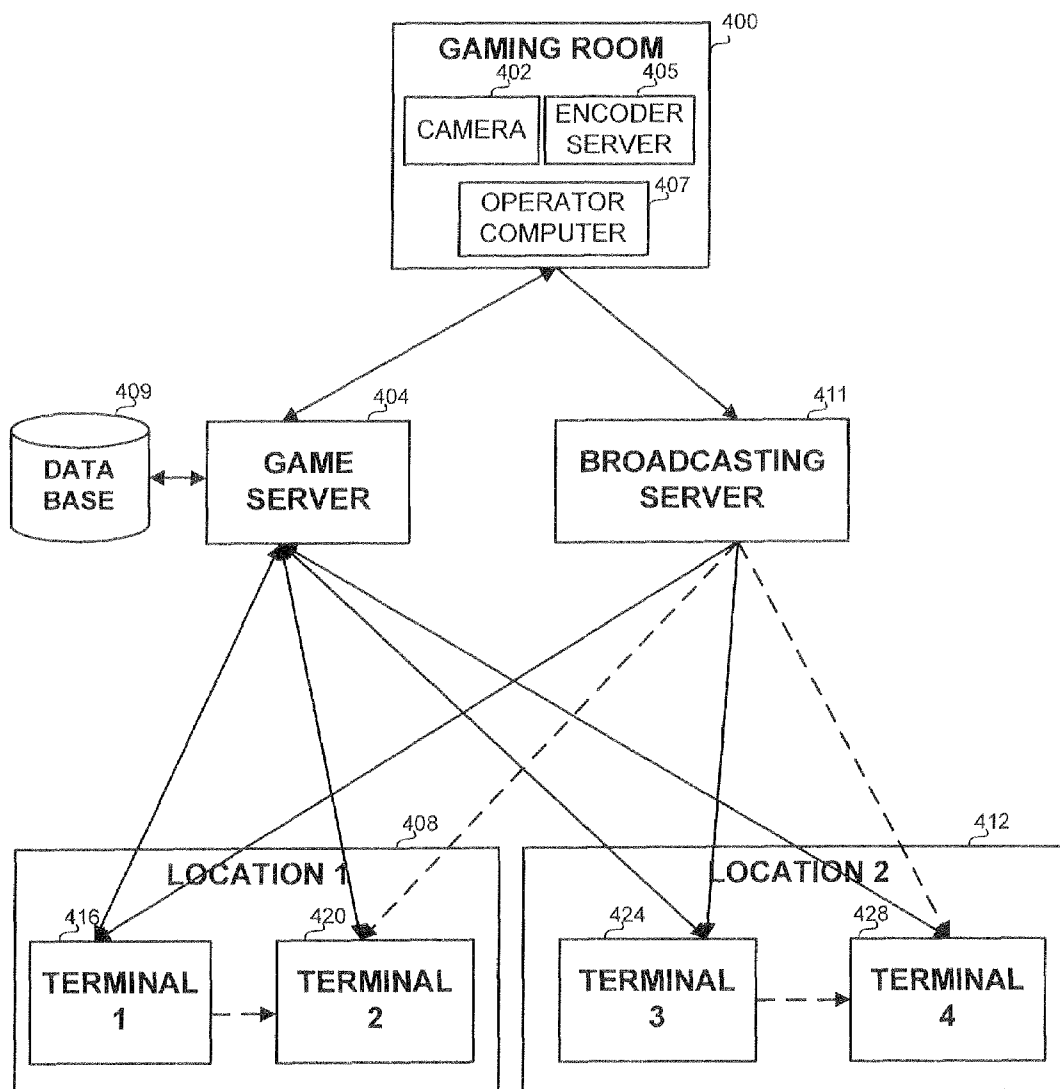 400
GAMING ROOM
402
405
CAMERA
ENCODER
SERVER
407
OPERATOR
COMPUTER
409
404
411
DATA
BASE
GAME
SERVER
BROADCASTING
SERVER
408
412
LOCATION 1
LOCATION 2
416
420
424
428
TERMINAL
1
TERMINAL
2
TERMINAL
3
TERMINAL
4